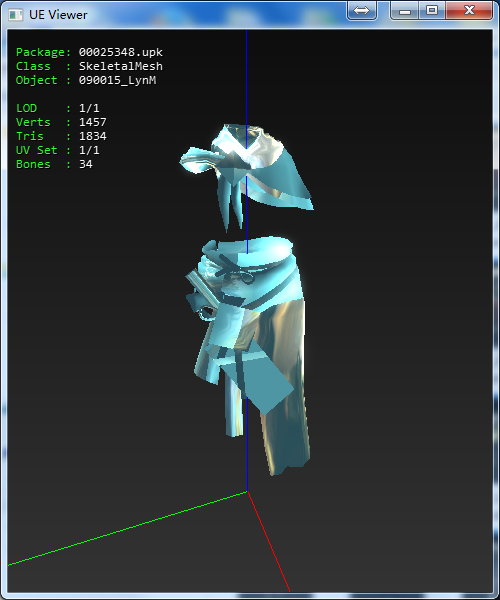 UE Viewer
Package: 00025348.upk
Class : SkeletalMesh
Object : 090015_LynM
LOD : 1/1
Verts : 1457
Tris : 1834
UV Set : 1/1
Bones : 34